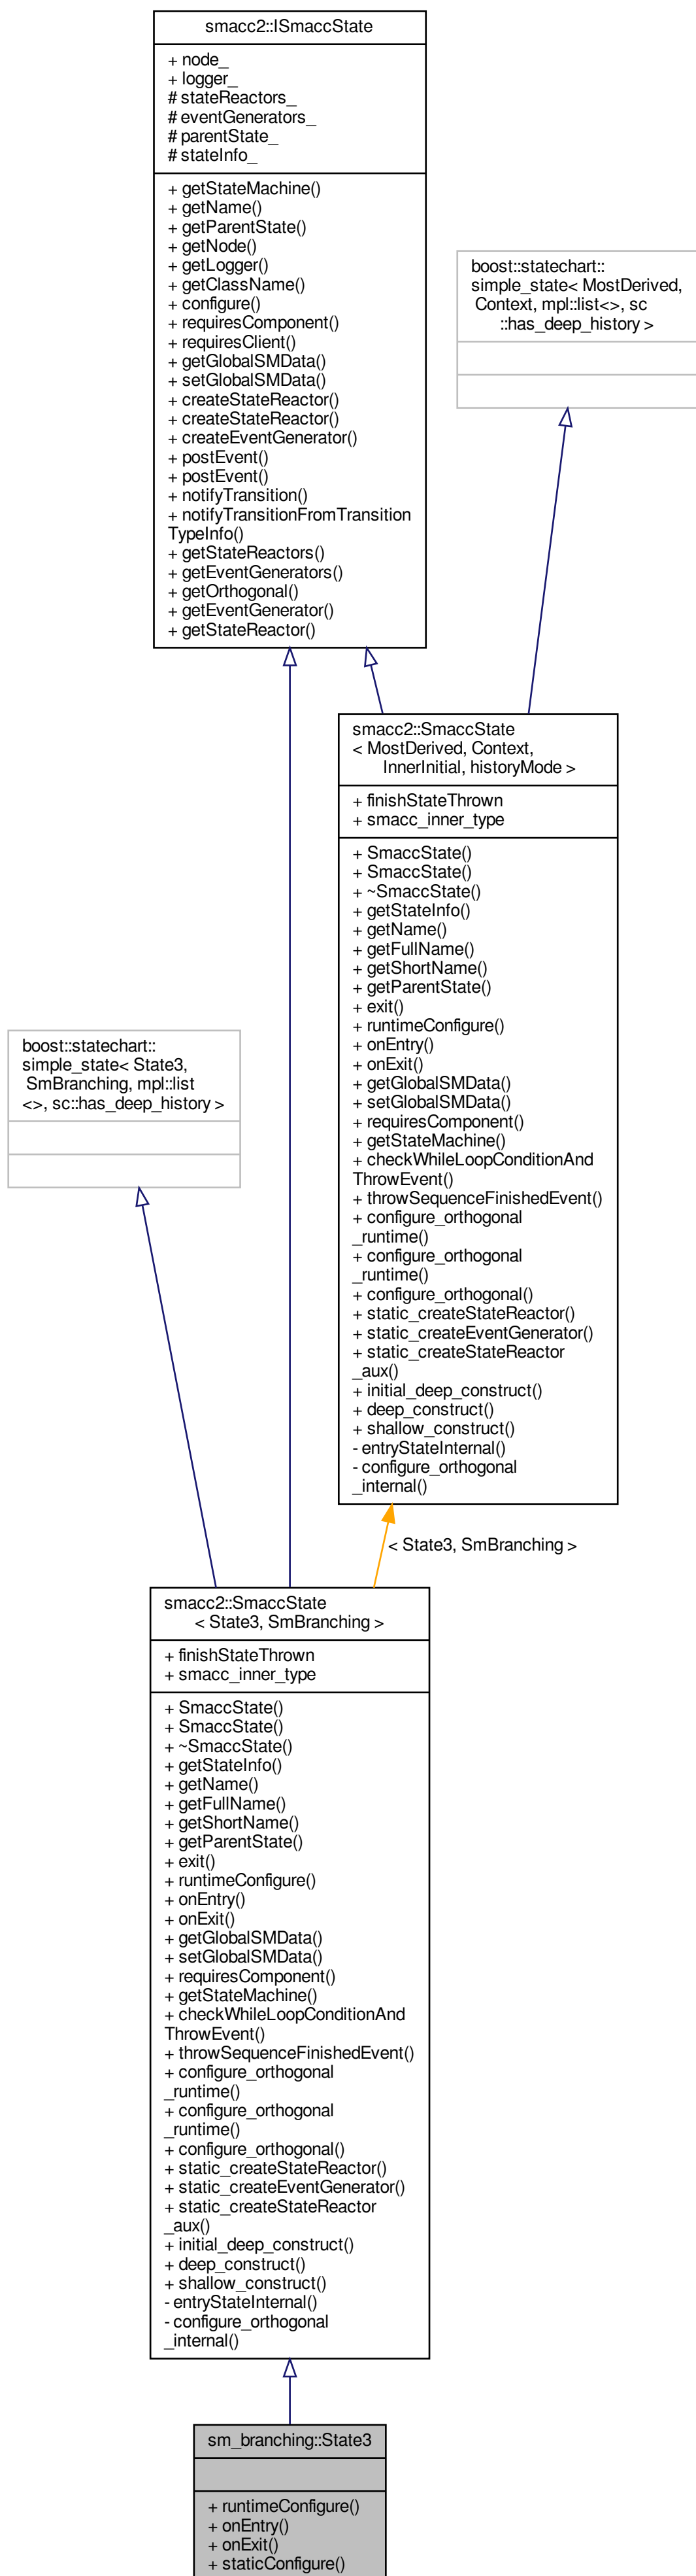 smacc2::ISmaccState
+ node_
+ logger_
# stateReactors_
# eventGenerators_
# parentState_
# stateInfo_
+ getStateMachine()
+ getName()
+ getParentState()
+ getNode()
+ getLogger()
+ getClassName()
+ configure()
+ requiresComponent()
+ requiresClient()
+ getGlobalSMData()
+ setGlobalSMData()
+ createStateReactor()
+ createStateReactor()
+ createEventGenerator()
+ postEvent()
+ postEvent()
+ notifyTransition()
+ notifyTransitionFromTransition
TypeInfo()
+ getStateReactors()
+ getEventGenerators()
+ getOrthogonal()
+ getEventGenerator()
+ getStateReactor()
boost::statechart::
simple_state< MostDerived,
Context, mpl::list<>, sc
::has_deep_history >
smacc2::SmaccState
< MostDerived, Context,
InnerInitial, historyMode >
+ finishStateThrown
+ smacc_inner_type
+ SmaccState()
+ SmaccState()
+ ~SmaccState()
+ getStateInfo()
+ getName()
+ getFullName()
+ getShortName()
+ getParentState()
+ exit()
+ runtimeConfigure()
+ onEntry()
+ onExit()
+ getGlobalSMData()
+ setGlobalSMData()
+ requiresComponent()
+ getStateMachine()
+ checkWhileLoopConditionAnd
ThrowEvent()
+ throwSequenceFinishedEvent()
+ configure_orthogonal
_runtime()
+ configure_orthogonal
_runtime()
+ configure_orthogonal()
+ static_createStateReactor()
+ static_createEventGenerator()
+ static_createStateReactor
_aux()
+ initial_deep_construct()
+ deep_construct()
+ shallow_construct()
- entryStateInternal()
- configure_orthogonal
_internal()
boost::statechart::
simple_state< State3,
SmBranching, mpl::list
<>, sc::has_deep_history >
< State3, SmBranching >
smacc2::SmaccState
< State3, SmBranching >
+ finishStateThrown
+ smacc_inner_type
+ SmaccState()
+ SmaccState()
+ ~SmaccState()
+ getStateInfo()
+ getName()
+ getFullName()
+ getShortName()
+ getParentState()
+ exit()
+ runtimeConfigure()
+ onEntry()
+ onExit()
+ getGlobalSMData()
+ setGlobalSMData()
+ requiresComponent()
+ getStateMachine()
+ checkWhileLoopConditionAnd
ThrowEvent()
+ throwSequenceFinishedEvent()
+ configure_orthogonal
_runtime()
+ configure_orthogonal
_runtime()
+ configure_orthogonal()
+ static_createStateReactor()
+ static_createEventGenerator()
+ static_createStateReactor
_aux()
+ initial_deep_construct()
+ deep_construct()
+ shallow_construct()
- entryStateInternal()
- configure_orthogonal
_internal()
sm_branching::State3
+ runtimeConfigure()
+ onEntry()
+ onExit()
+ staticConfigure()